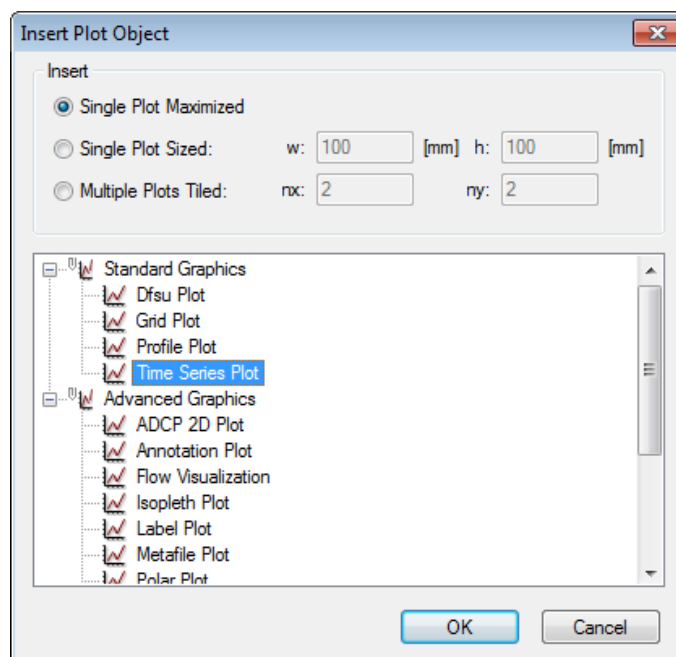 Insert Plot Object
Insert
Single Plot Maximized
Single Plot Sized: w: 100 [mm] h: 100 [mm]
Multiple Plots Tiled: nx: 2 ny: 2
Standard Graphics
Dfsu Plot
Grid Plot
Profile Plot
Time Series Plot
Advanced Graphics
ADCP 2D Plot
Annotation Plot
Flow Visualization
Isopleth Plot
Label Plot
Metafile Plot
Polar Plot
OK Cancel